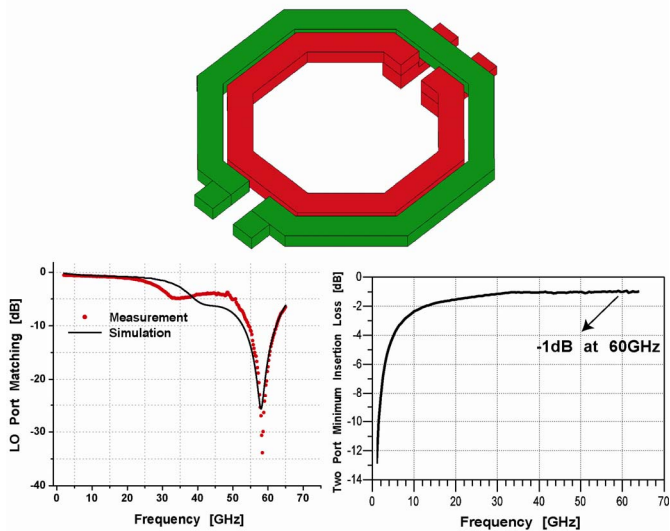 LO Port Matching [dB]
0
-10
-20
-30
-40
Measurement
Simulation
0 10 20 30 40 50 60 70
Frequency [GHz]
Two Port Minimum Insertion Loss [dB]
0
-2
-4
-6
-8
-10
-12
-14
-1dB at 60GHz
0 10 20 30 40 50 60 70
Frequency [GHz]